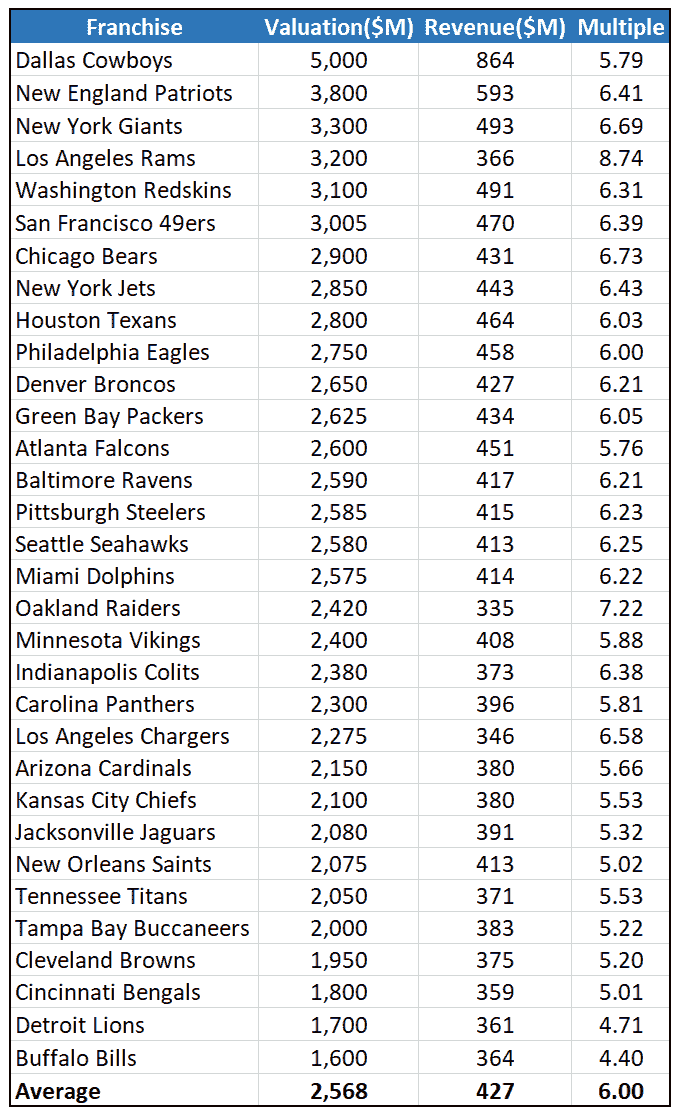 Franchise Valuation($M) Revenue($M) Multiple
Dallas Cowboys 5,000 864 5.79
New England Patriots 3,800 593 6.41
New York Giants 3,300 493 6.69
Los Angeles Rams 3,200 366 8.74
Washington Redskins 3,100 491 6.31
San Francisco 49ers 3,005 470 6.39
Chicago Bears 2,900 431 6.73
New York Jets 2,850 443 6.43
Houston Texans 2,800 464 6.03
Philadelphia Eagles 2,750 458 6.00
Denver Broncos 2,650 427 6.21
Green Bay Packers 2,625 434 6.05
Atlanta Falcons 2,600 451 5.76
Baltimore Ravens 2,590 417 6.21
Pittsburgh Steelers 2,585 415 6.23
Seattle Seahawks 2,580 413 6.25
Miami Dolphins 2,575 414 6.22
Oakland Raiders 2,420 335 7.22
Minnesota Vikings 2,400 408 5.88
Indianapolis Colits 2,380 373 6.38
Carolina Panthers 2,300 396 5.81
Los Angeles Chargers 2,275 346 6.58
Arizona Cardinals 2,150 380 5.66
Kansas City Chiefs 2,100 380 5.53
Jacksonville Jaguars 2,080 391 5.32
New Orleans Saints 2,075 413 5.02
Tennessee Titans 2,050 371 5.53
Tampa Bay Buccaneers 2,000 383 5.22
Cleveland Browns 1,950 375 5.20
Cincinnati Bengals 1,800 359 5.01
Detroit Lions 1,700 361 4.71
Buffalo Bills 1,600 364 4.40
Average 2,568 427 6.00